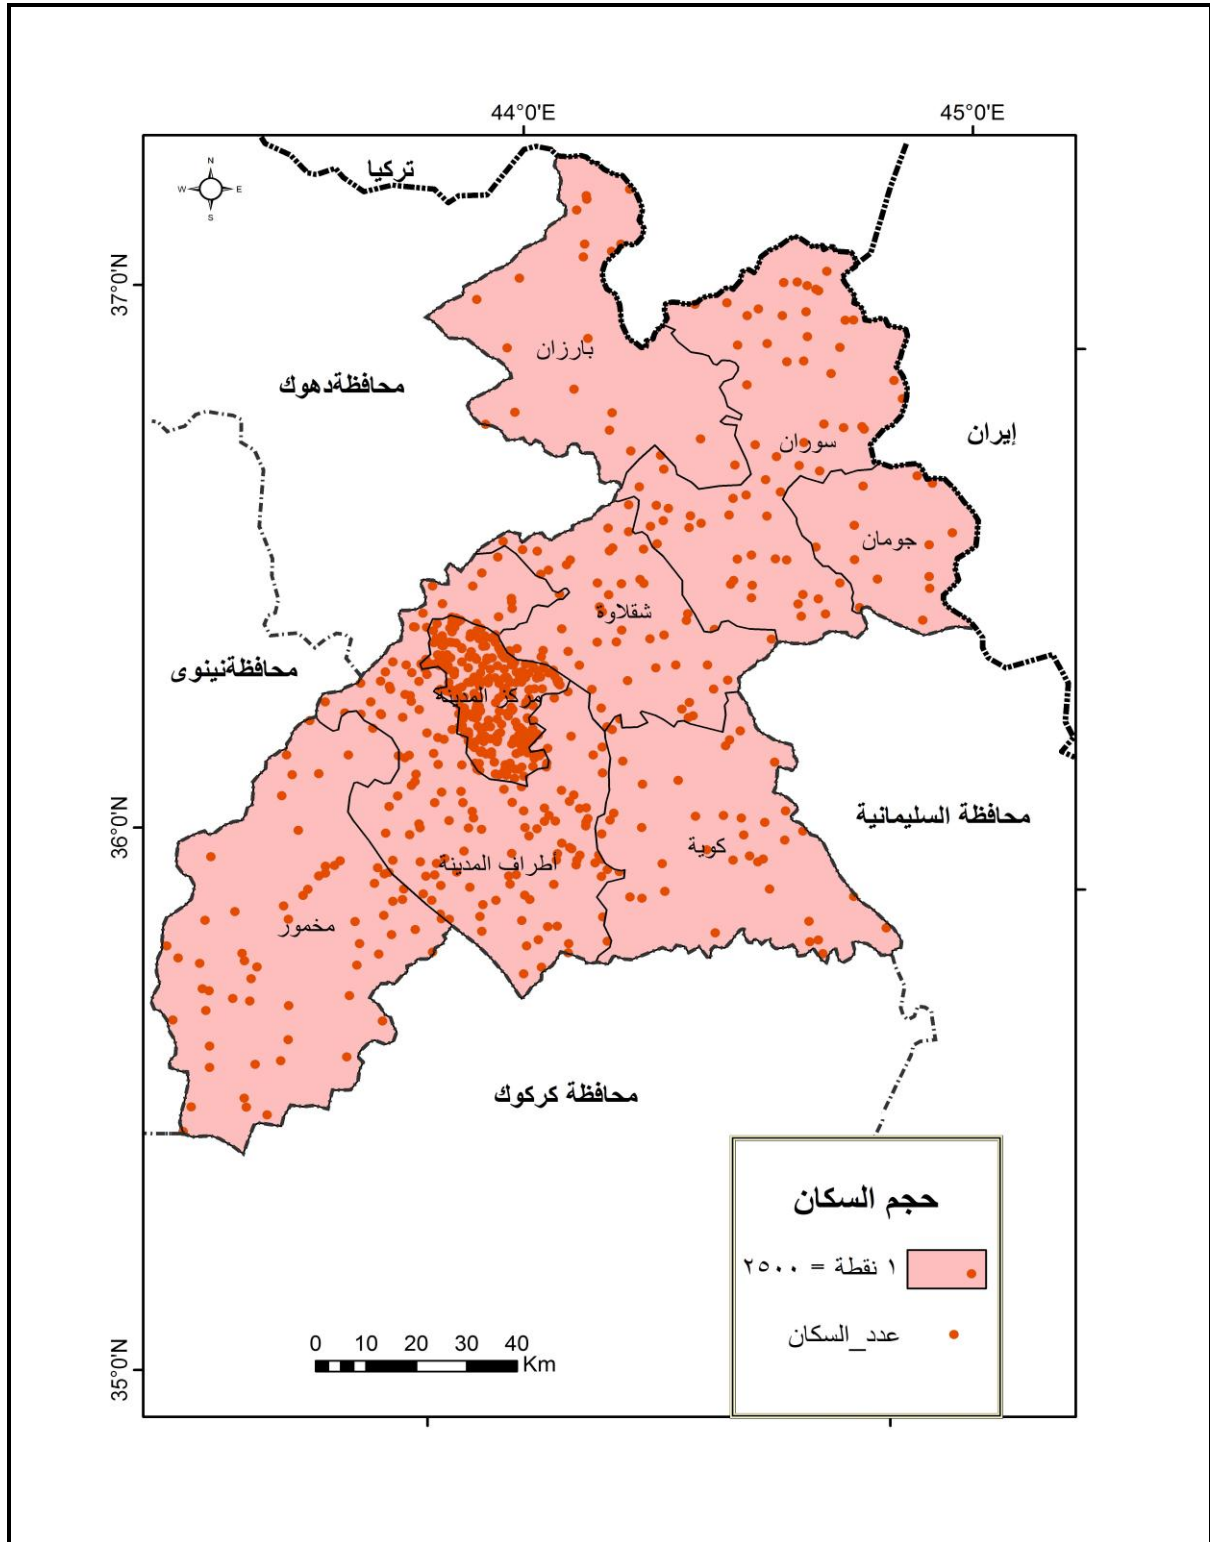 44°0'E
45°0'E
N
W
E
S
تركيا
37°0'N
بارزان
محافظةدهوك
إيران
سوران
جومان
شقلاوة
محافظةنينوى
مركز المدينة
محافظة السليمانية
36°0'N
كوية
أطراف المدينة
مخمور
محافظة كركوك
حجم السكان
١ نقطة = ٢٥٠٠
عدد_السكان
0 10 20 30 40
Km
35°0'N